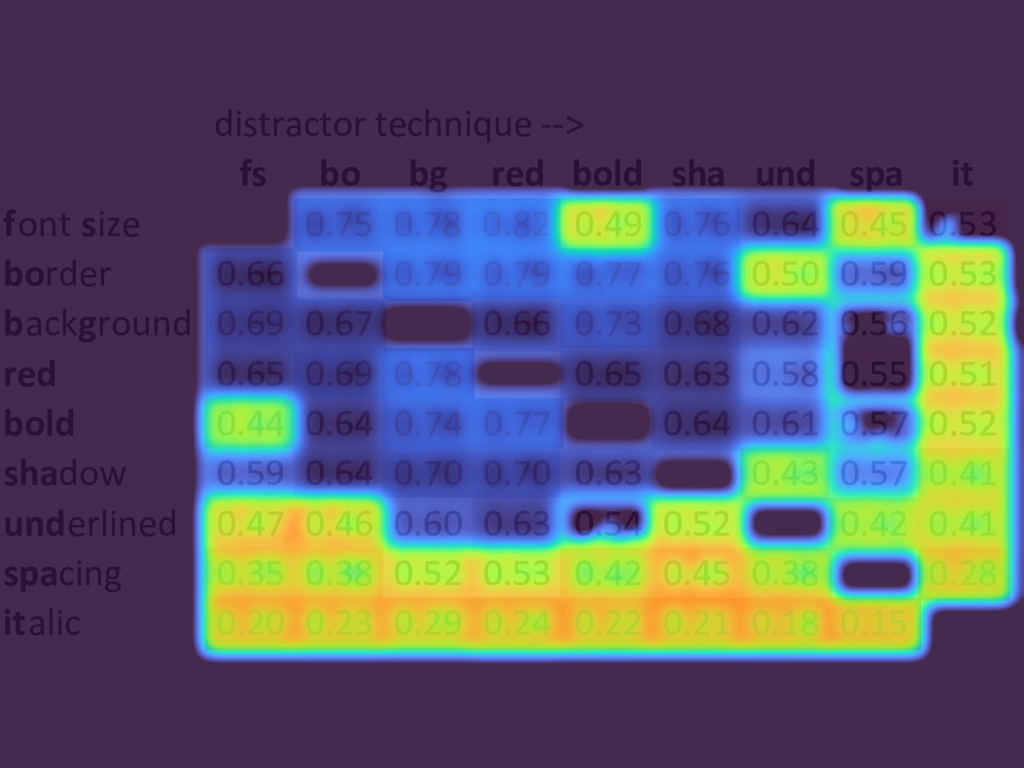 distractor technique -->
fs bo bg red bold sha und spa it
font size 0.75 0.78 0.82 0.49 0.76 0.64 0.45 0.53
border 0.66 0.79 0.79 0.77 0.76 0.50 0.59 0.53
background 0.69 0.67 0.66 0.73 0.68 0.62 0.56 0.52
red 0.65 0.69 0.78 0.65 0.63 0.58 0.55 0.51
bold 0.44 0.64 0.74 0.77 0.64 0.61 0.57 0.52
shadow 0.59 0.64 0.70 0.70 0.63 0.43 0.57 0.41
underlined 0.47 0.46 0.60 0.63 0.54 0.52 0.42 0.41
spacing 0.35 0.38 0.52 0.53 0.42 0.45 0.38 0.28
italic 0.20 0.23 0.29 0.24 0.22 0.21 0.18 0.15